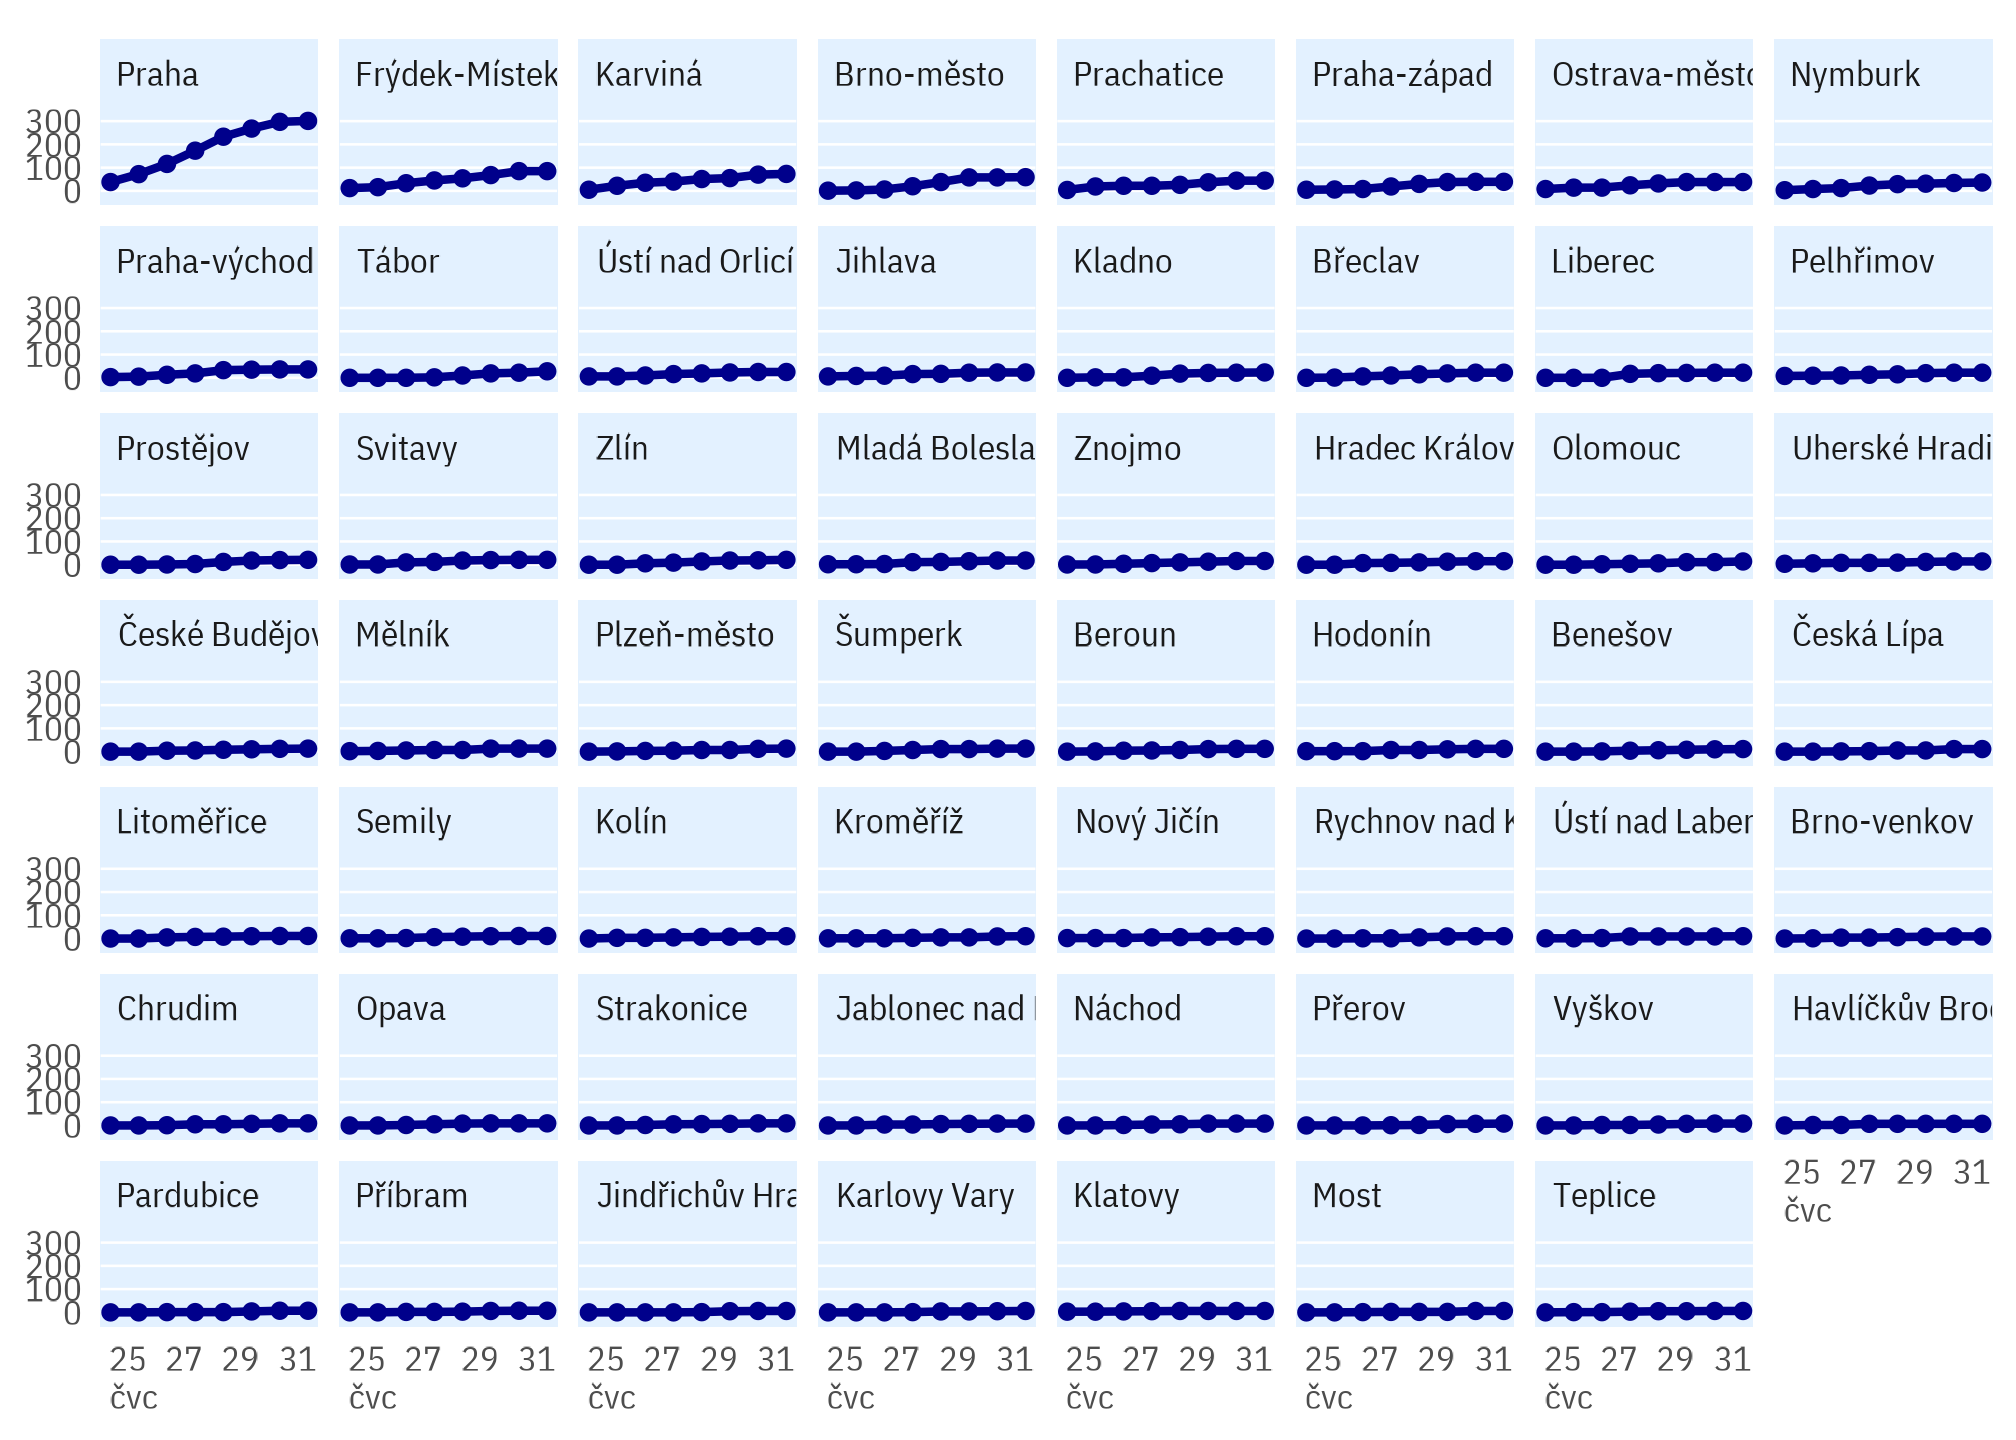 Praha Frýdek-Místek Karviná Brno-město Prachatice Praha-západ Ostrava-město Nymburk
300
200
100
0
Praha-východ Tábor Ústí nad Orlicí Jihlava Kladno Břeclav Liberec Pelhřimov
300
200
100
0
Prostějov Svitavy Zlín Mladá Bolesla Znojmo Hradec Králov Olomouc Uherské Hradi
300
200
100
0
České Budějov Mělník Plzeň-město Šumperk Beroun Hodonín Benešov Česká Lípa
300
200
100
0
Litoměřice Semily Kolín Kroměříž Nový Jičín Rychnov nad K Ústí nad Laber Brno-venkov
300
200
100
0
Chrudim Opava Strakonice Jablonec nad Náchod Přerov Vyškov Havlíčkův Bro
300
200
100
0
25 27 29 31
čvc
Pardubice Příbram Jindřichův Hra Karlovy Vary Klatovy Most Teplice
300
200
100
0
25 27 29 31 25 27 29 31 25 27 29 31 25 27 29 31 25 27 29 31 25 27 29 31 25 27 29 31
čvc čvc čvc čvc čvc čvc čvc